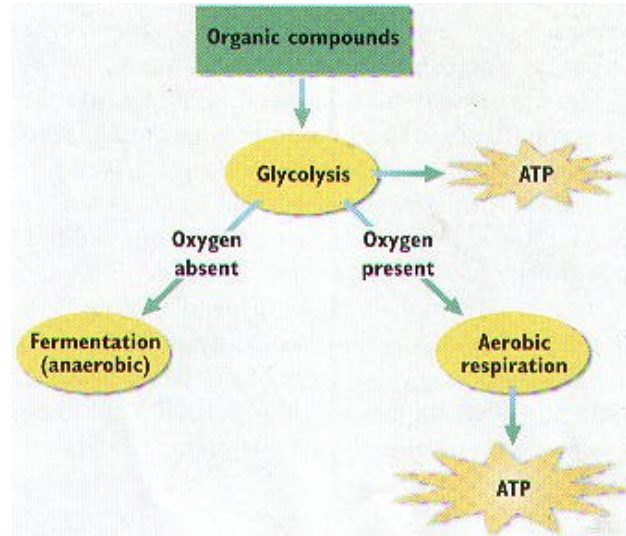 Organic compounds
Glycolysis
ATP
Oxygen
absent
Oxygen
present
Fermentation
(anaerobic)
Aerobic
respiration
ATP